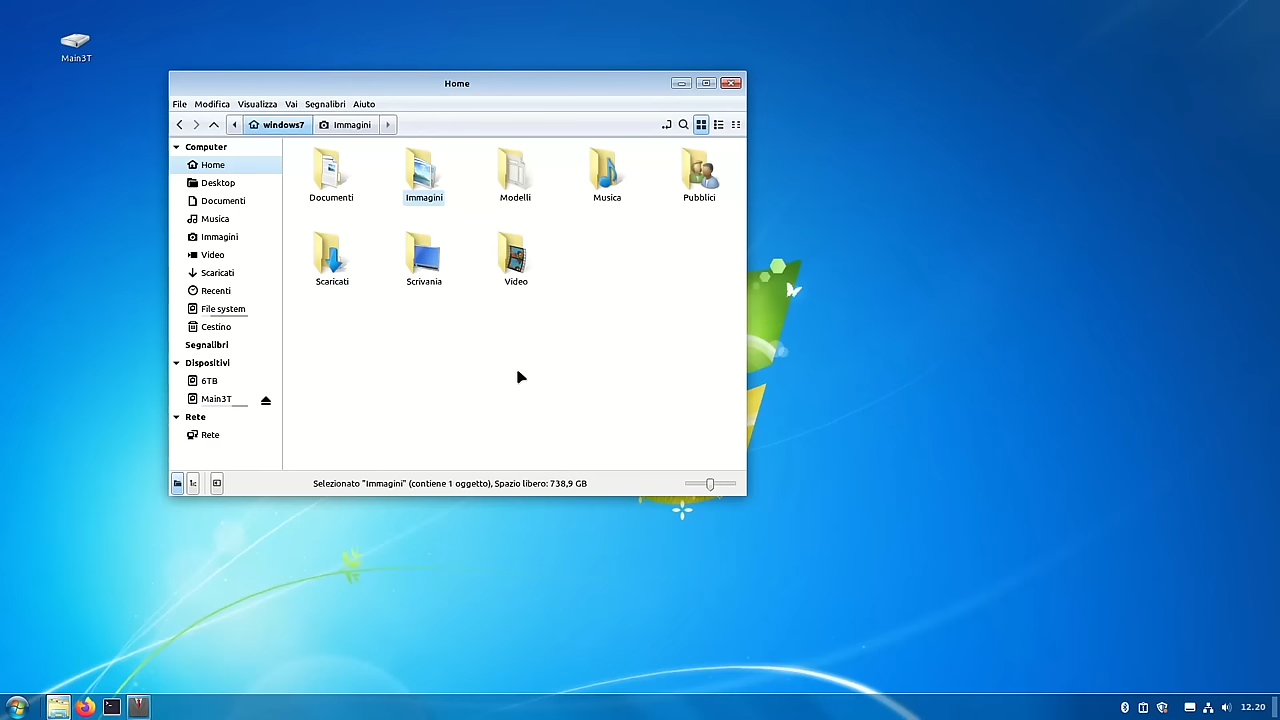 Main3T
Home
File Modifica Visualizza Vai Segnalibri Aiuto
windows7 Immagini
Computer
Home
Desktop
Documenti
Musica
Immagini
Video
Scaricati
Recenti
File system
Cestino
Segnalibri
Dispositivi
6TB
Main3T
Rete
Rete
Documenti Immagini Modelli Musica Pubblici
Scaricati Scrivania Video
Selezionato "Immagini" (contiene 1 oggetto), Spazio libero: 738,9 GB
12.20